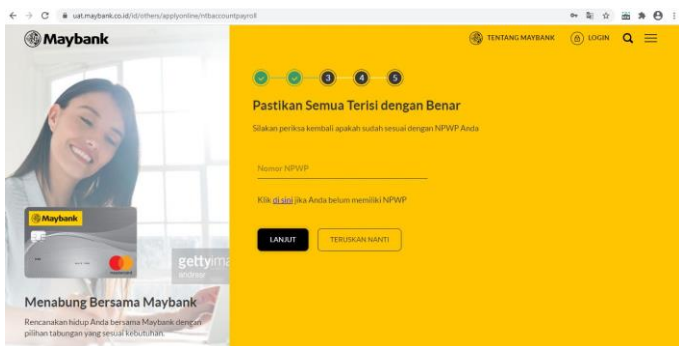 uat.maybank.co.id/id/others/applyonline/ntbaccountpayroll
Maybank
TENTANG MAYBANK
LOGIN
3
4
5
Pastikan Semua Terisi dengan Benar
Silakan periksa kembali apakah sudah sesuai dengan NPWP Anda
Nomor NPWP
Klik di sini jika Anda belum memiliki NPWP
LANJUT
TERUSKAN NANTI
Maybank
gettyima
Menabung Bersama Maybank
Rencanakan hidup Anda bersama Maybank dengan
pilihan tabungan yang sesuai kebutuhan.